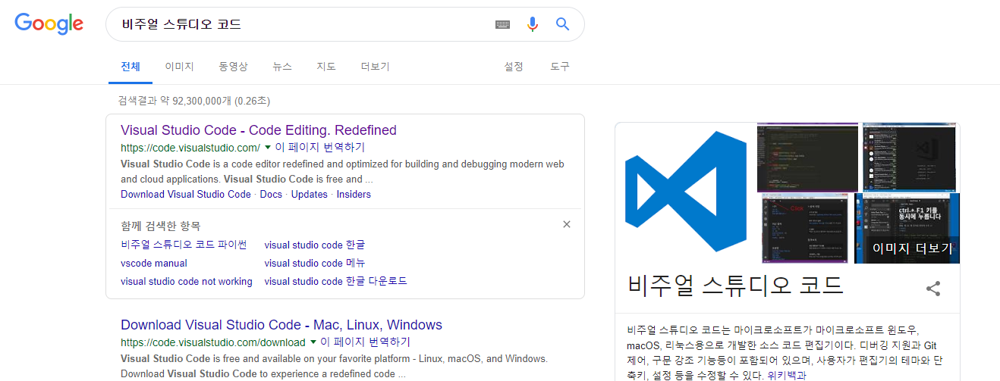 Google
비주얼 스튜디오 코드
전체 이미지 동영상 뉴스 지도 더보기 설정 도구
검색결과 약 92,300,000개 (0.26초)
Visual Studio Code - Code Editing. Redefined
https://code.visualstudio.com/ ▼ 이 페이지 번역하기
Visual Studio Code is a code editor redefined and optimized for building and debugging modern web
and cloud applications. Visual Studio Code is free and ...
Download Visual Studio Code · Docs · Updates · Insiders
함께 검색한 항목
비주얼 스튜디오 코드 파이썬 visual studio code 한글
vscode manual visual studio code 메뉴
visual studio code not working visual studio code 한글 다운로드
Download Visual Studio Code - Mac, Linux, Windows
https://code.visualstudio.com/download ▼ 이 페이지 번역하기
Visual Studio Code is free and available on your favorite platform - Linux, macOS, and Windows.
Download Visual Studio Code to experience a redefined code ...
Click
ctrl + F1 키를
동시에 누릅니다
이미지 더보기
비주얼 스튜디오 코드
비주얼 스튜디오 코드는 마이크로소프트가 마이크로소프트 윈도우,
macOS, 리눅스용으로 개발한 소스 코드 편집기이다. 디버깅 지원과 Git
제어, 구문 강조 기능등이 포함되어 있으며, 사용자가 편집기의 테마와 단
축키, 설정 등을 수정할 수 있다. 위키백과